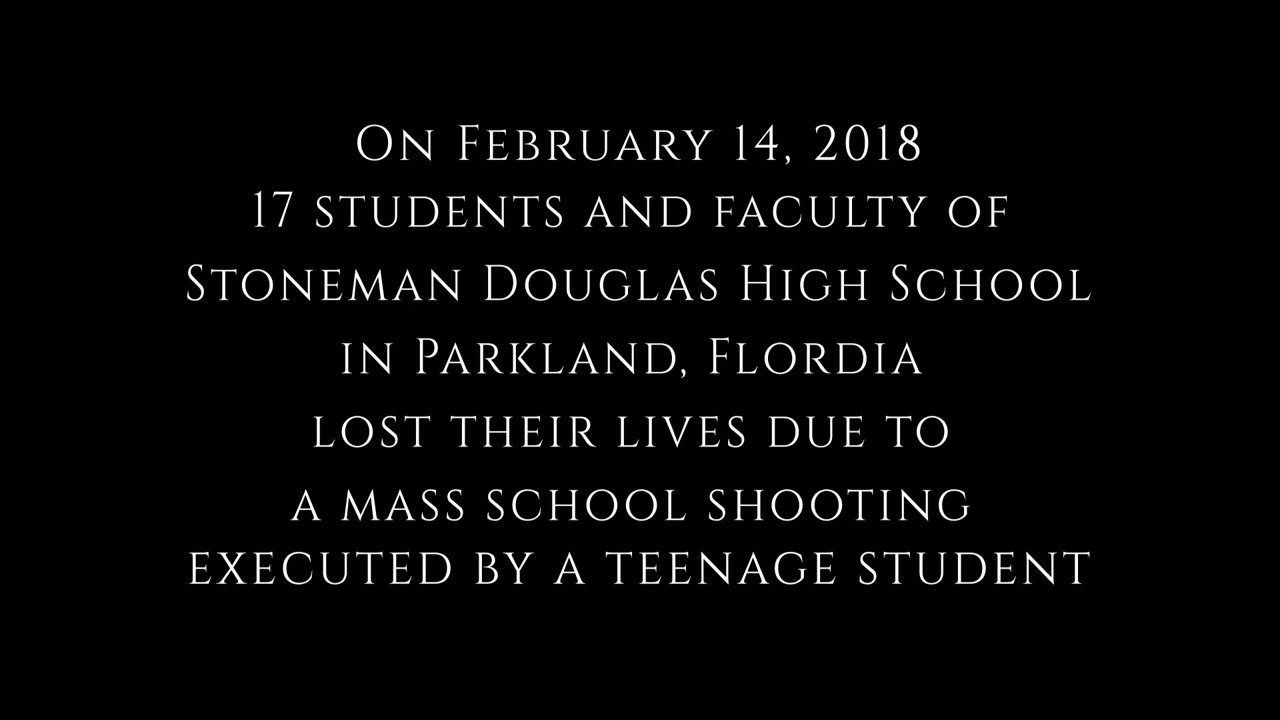 On February 14, 2018
17 students and faculty of
Stoneman Douglas High School
in Parkland, Flordia
lost their lives due to
a mass school shooting
executed by a teenage student